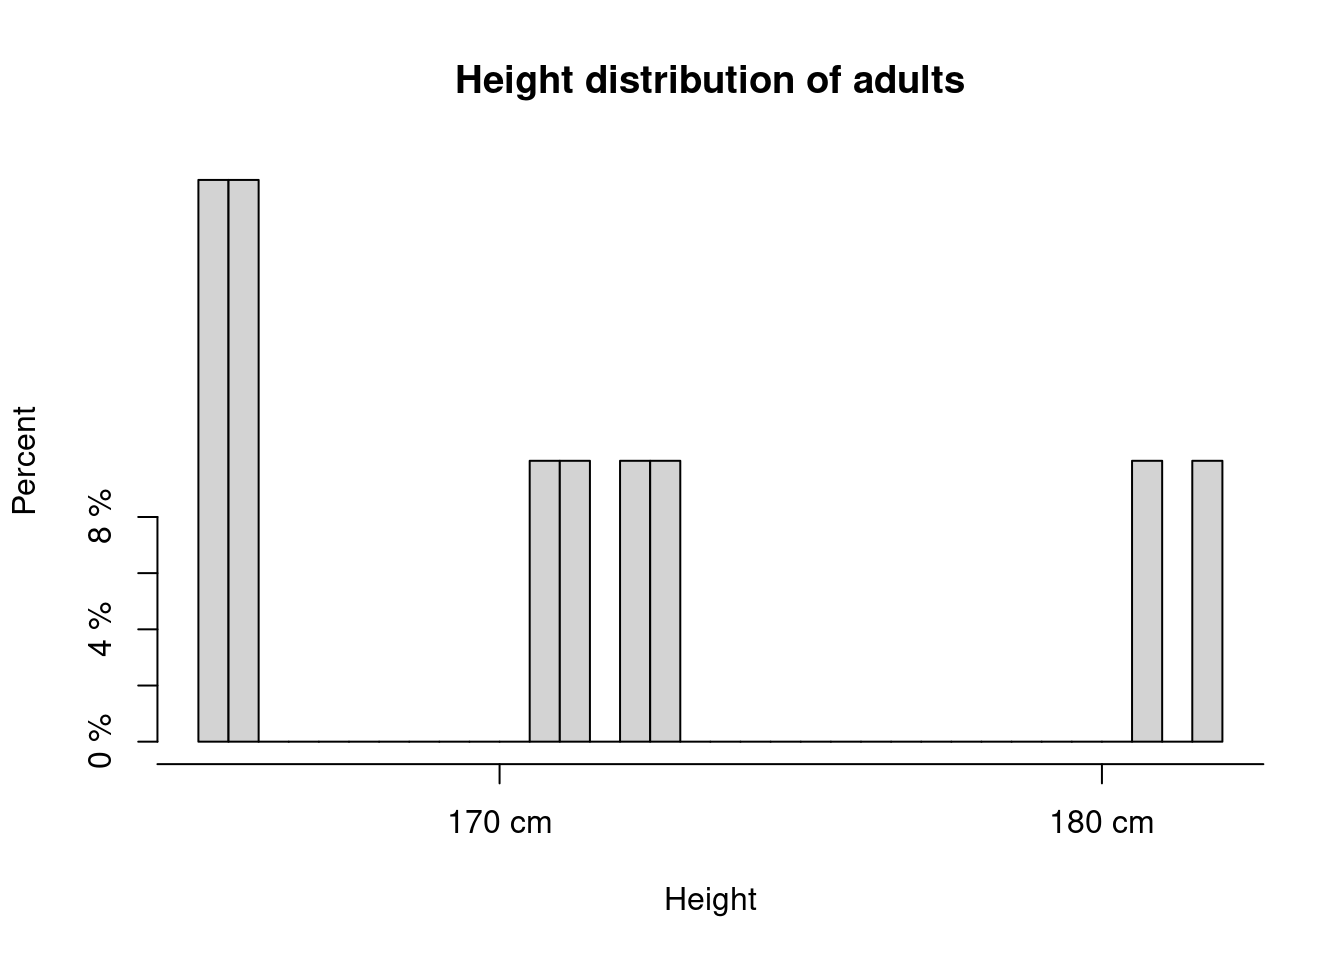 Height distribution of adults
Percent
8 %
4 %
0 %
170 cm
180 cm
Height